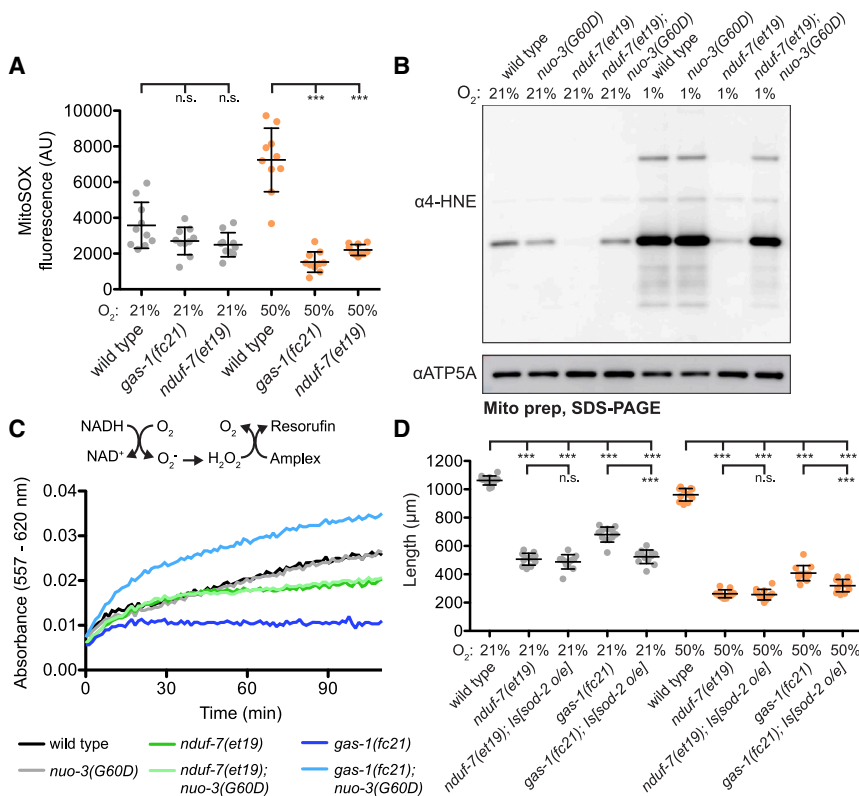 A
n.s.
n.s.
***
***
MitoSOX
fluorescence (AU)
10000
8000
6000
4000
2000
0
O2: 21% 21% 21% 50% 50% 50%
wild type
gas-1(fc21)
nduf-7(et19)
wild type
gas-1(fc21)
nduf-7(et19)
B
wild type
nuo-3(G60D)
nduf-7(et19)
nduf-7(et19);
nuo-3(G60D)
wild type
nuo-3(G60D)
nduf-7(et19)
nduf-7(et19);
nuo-3(G60D)
O2: 21% 21% 21% 21% 1% 1% 1% 1%
α4-HNE
αATP5A
Mito prep, SDS-PAGE
C
NADH O2 O2 Resorufin
NAD+ O2- H2O2 Amplex
Absorbance (557 - 620 nm)
0.04
0.03
0.02
0.01
0.00
0 30 60 90
Time (min)
wild type
nduf-7(et19)
gas-1(fc21)
nuo-3(G60D)
nduf-7(et19);
nuo-3(G60D)
gas-1(fc21);
nuo-3(G60D)
D
*** *** *** *** *** *** *** ***
n.s. *** n.s. ***
Length (µm)
1200
1000
800
600
400
200
0
O2: 21% 21% 21% 21% 21% 50% 50% 50% 50% 50%
wild type
nduf-7(et19)
nduf-7(et19); Is[sod-2 o/e]
gas-1(fc21)
gas-1(fc21); Is[sod-2 o/e]
wild type
nduf-7(et19)
nduf-7(et19); Is[sod-2 o/e]
gas-1(fc21)
gas-1(fc21); Is[sod-2 o/e]